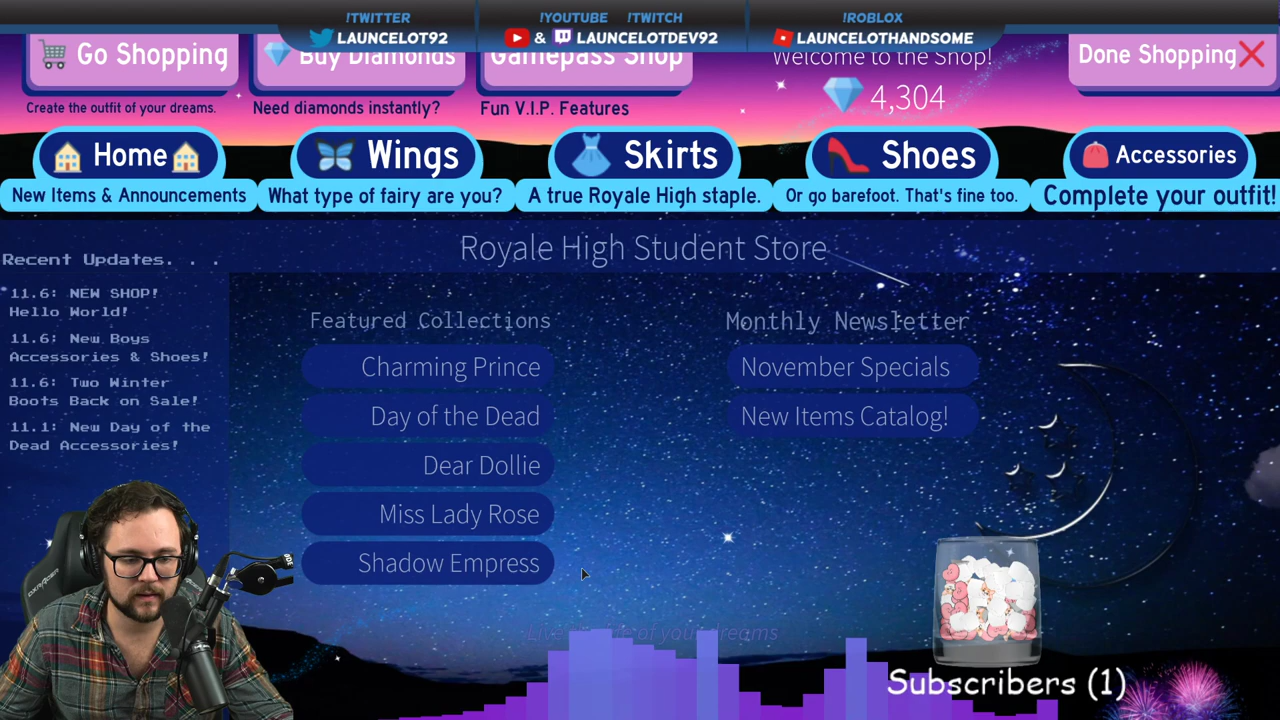 !TWITTER
LAUNCELOT92
!YOUTUBE !TWITCH
& LAUNCELOTDEV92
!ROBLOX
LAUNCELOTHANDSOME
Go Shopping
Create the outfit of your dreams.
Buy Diamonds
Need diamonds instantly?
Gamepass Shop
Fun V.I.P. Features
Welcome to the Shop!
4,304
Done Shopping
Home
New Items & Announcements
Wings
What type of fairy are you?
Skirts
A true Royale High staple.
Shoes
Or go barefoot. That's fine too.
Accessories
Complete your outfit!
Royale High Student Store
Recent Updates. . .
11.6: NEW SHOP!
Hello World!
11.6: New Boys
Accessories & Shoes!
11.6: Two Winter
Boots Back on Sale!
11.1: New Day of the
Dead Accessories!
Featured Collections
Charming Prince
Day of the Dead
Dear Dollie
Miss Lady Rose
Shadow Empress
Monthly Newsletter
November Specials
New Items Catalog!
of your dreams
Subscribers (1)